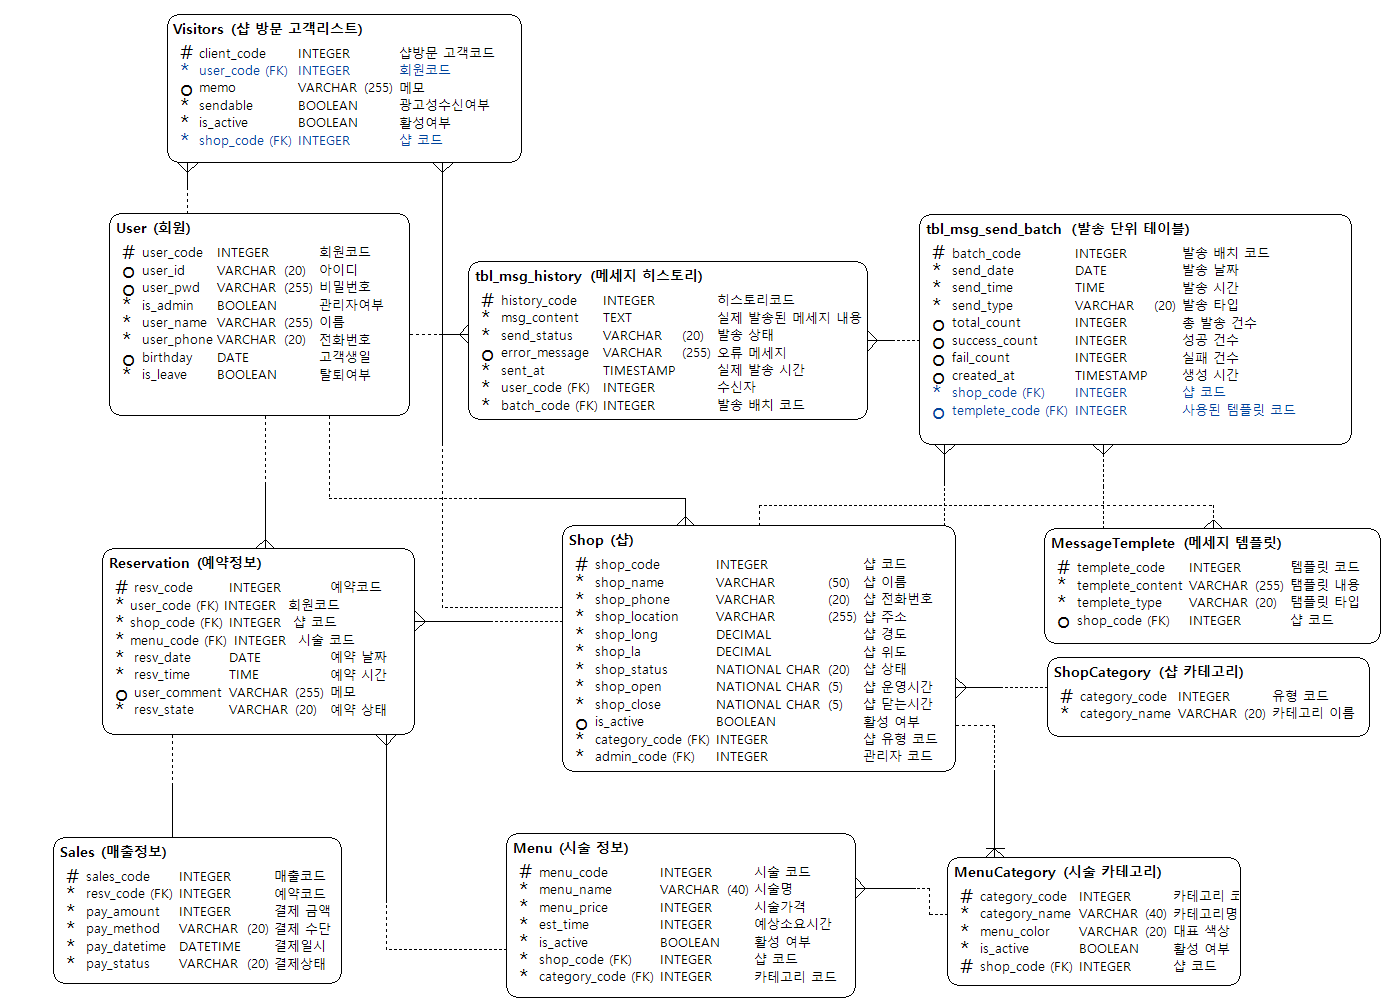 Visitors (샵 방문 고객리스트)
# client_code INTEGER 샵방문 고객코드
* user_code (FK) INTEGER 회원코드
o memo VARCHAR (255) 메모
* sendable BOOLEAN 광고성수신여부
* is_active BOOLEAN 활성여부
* shop_code (FK) INTEGER 샵 코드
User (회원)
# user_code INTEGER 회원코드
o user_id VARCHAR (20) 아이디
o user_pwd VARCHAR (255) 비밀번호
* is_admin BOOLEAN 관리자여부
* user_name VARCHAR (255) 이름
* user_phone VARCHAR (20) 전화번호
o birthday DATE 고객생일
* is_leave BOOLEAN 탈퇴여부
tbl_msg_history (메세지 히스토리)
# history_code INTEGER 히스토리코드
* msg_content TEXT 실제 발송된 메세지 내용
* send_status VARCHAR (20) 발송 상태
o error_message VARCHAR (255) 오류 메세지
* sent_at TIMESTAMP 실제 발송 시간
* user_code (FK) INTEGER 수신자
* batch_code (FK) INTEGER 발송 배치 코드
tbl_msg_send_batch (발송 단위 테이블)
# batch_code INTEGER 발송 배치 코드
* send_date DATE 발송 날짜
* send_time TIME 발송 시간
* send_type VARCHAR (20) 발송 타입
o total_count INTEGER 총 발송 건수
o success_count INTEGER 성공 건수
o fail_count INTEGER 실패 건수
o created_at TIMESTAMP 생성 시간
* shop_code (FK) INTEGER 샵 코드
o templete_code (FK) INTEGER 사용된 템플릿 코드
Reservation (예약정보)
# resv_code INTEGER 예약코드
* user_code (FK) INTEGER 회원코드
* shop_code (FK) INTEGER 샵 코드
* menu_code (FK) INTEGER 시술 코드
* resv_date DATE 예약 날짜
* resv_time TIME 예약 시간
o user_comment VARCHAR (255) 메모
* resv_state VARCHAR (20) 예약 상태
Shop (샵)
# shop_code INTEGER 샵 코드
* shop_name VARCHAR (50) 샵 이름
* shop_phone VARCHAR (20) 샵 전화번호
* shop_location VARCHAR (255) 샵 주소
* shop_long DECIMAL 샵 경도
* shop_la DECIMAL 샵 위도
* shop_status NATIONAL CHAR (20) 샵 상태
* shop_open NATIONAL CHAR (5) 샵 운영시간
* shop_close NATIONAL CHAR (5) 샵 닫는시간
o is_active BOOLEAN 활성 여부
* category_code (FK) INTEGER 샵 유형 코드
* admin_code (FK) INTEGER 관리자 코드
MessageTemplete (메세지 템플릿)
# templete_code INTEGER 템플릿 코드
* templete_content VARCHAR (255) 탬플릿 내용
* templete_type VARCHAR (20) 탬플릿 타입
o shop_code (FK) INTEGER 샵 코드
ShopCategory (샵 카테고리)
# category_code INTEGER 유형 코드
* category_name VARCHAR (20) 카테고리 이름
Sales (매출정보)
# sales_code INTEGER 매출코드
* resv_code (FK) INTEGER 예약코드
* pay_amount INTEGER 결제 금액
* pay_method VARCHAR (20) 결제 수단
* pay_datetime DATETIME 결제일시
* pay_status VARCHAR (20) 결제상태
Menu (시술 정보)
# menu_code INTEGER 시술 코드
* menu_name VARCHAR (40) 시술명
* menu_price INTEGER 시술가격
* est_time INTEGER 예상소요시간
* is_active BOOLEAN 활성 여부
* shop_code (FK) INTEGER 샵 코드
* category_code (FK) INTEGER 카테고리 코드
MenuCategory (시술 카테고리)
# category_code INTEGER 카테고리
* category_name VARCHAR (40) 카테고리명
* menu_color VARCHAR (20) 대표 색상
* is_active BOOLEAN 활성 여부
# shop_code (FK) INTEGER 샵 코드